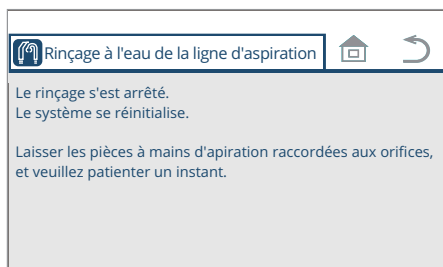 Rinçage à l'eau de la ligne d'aspiration
Le rinçage s'est arrêté.
Le système se réinitialise.
Laisser les pièces à mains d'apiration raccordées aux orifices,
et veuillez patienter un instant.